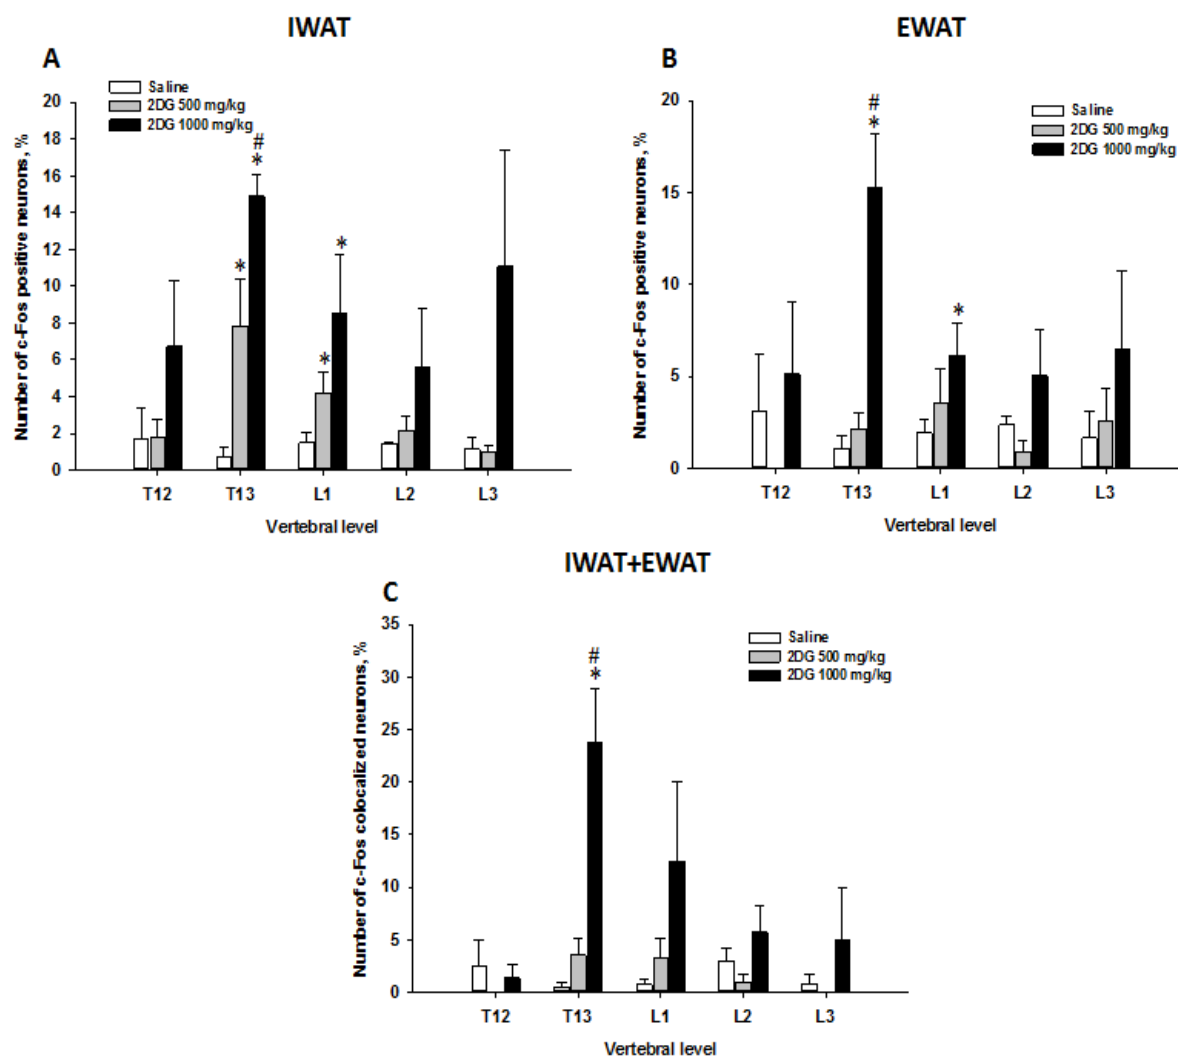 IWAT
A
Saline
2DG 500 mg/kg
2DG 1000 mg/kg
Number of c-Fos positive neurons, %
20
18
16
14
12
10
8
6
4
2
0
*
#
*
*
*
T12 T13 L1 L2 L3
Vertebral level
EWAT
B
Saline
2DG 500 mg/kg
2DG 1000 mg/kg
Number of c-Fos positive neurons, %
20
15
10
5
0
#
*
*
T12 T13 L1 L2 L3
Vertebral level
IWAT+EWAT
C
Saline
2DG 500 mg/kg
2DG 1000 mg/kg
Number of c-Fos colocalized neurons, %
35
30
25
20
15
10
5
0
#
*
T12 T13 L1 L2 L3
Vertebral level